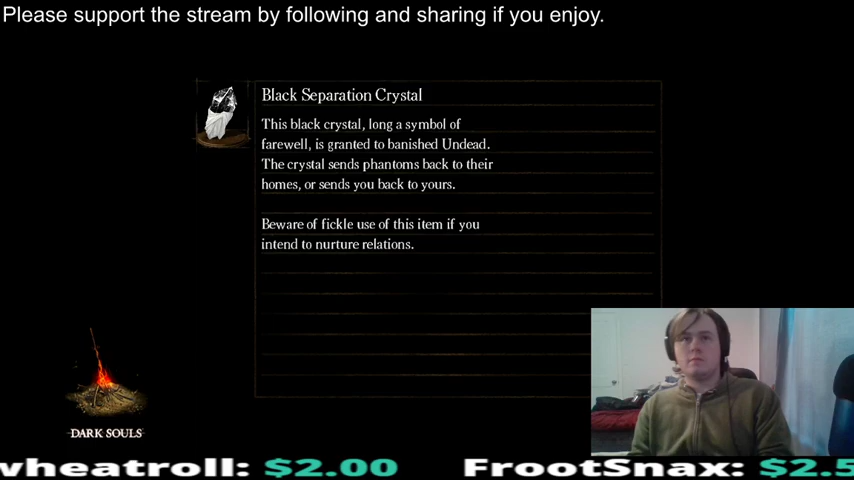 Please support the stream by following and sharing if you enjoy.
Black Separation Crystal
This black crystal, long a symbol of
farewell, is granted to banished Undead.
The crystal sends phantoms back to their
homes, or sends you back to yours.
Beware of fickle use of this item if you
intend to nurture relations.
DARK SOULS
wheatroll: $2.00 FrootSnax: $2.5